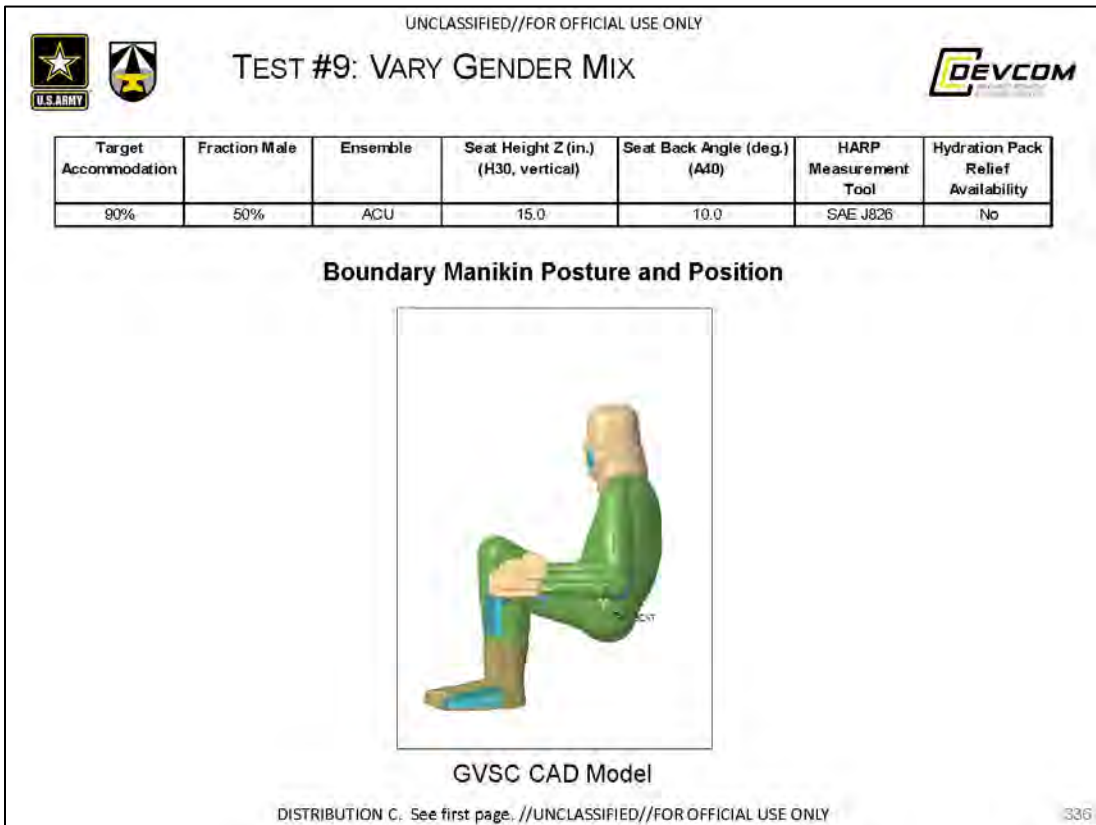 UNCLASSIFIED//FOR OFFICIAL USE ONLY
TEST #9: VARY GENDER MIX
U.S.ARMY
DEVCOM
Target Accommodation | Fraction Male | Ensemble | Seat Height Z (in.) (H30, vertical) | Seat Back Angle (deg.) (A40) | HARP Measurement Tool | Hydration Pack Relief Availability
90% | 50% | ACU | 15.0 | 10.0 | SAE J826 | No
Boundary Manikin Posture and Position
GVSC CAD Model
DISTRIBUTION C. See first page. //UNCLASSIFIED//FOR OFFICIAL USE ONLY
336